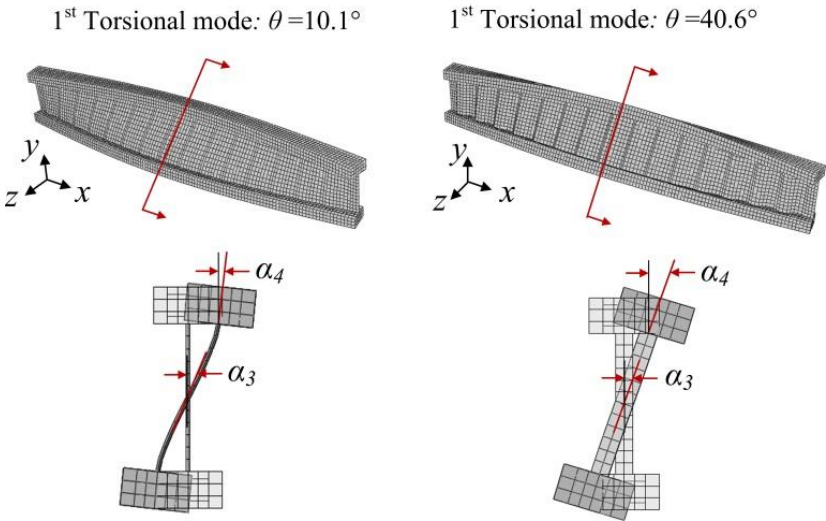 1st Torsional mode: θ =10.1°
1st Torsional mode: θ =40.6°
y
z
x
y
z
x
α4
α3
α4
α3